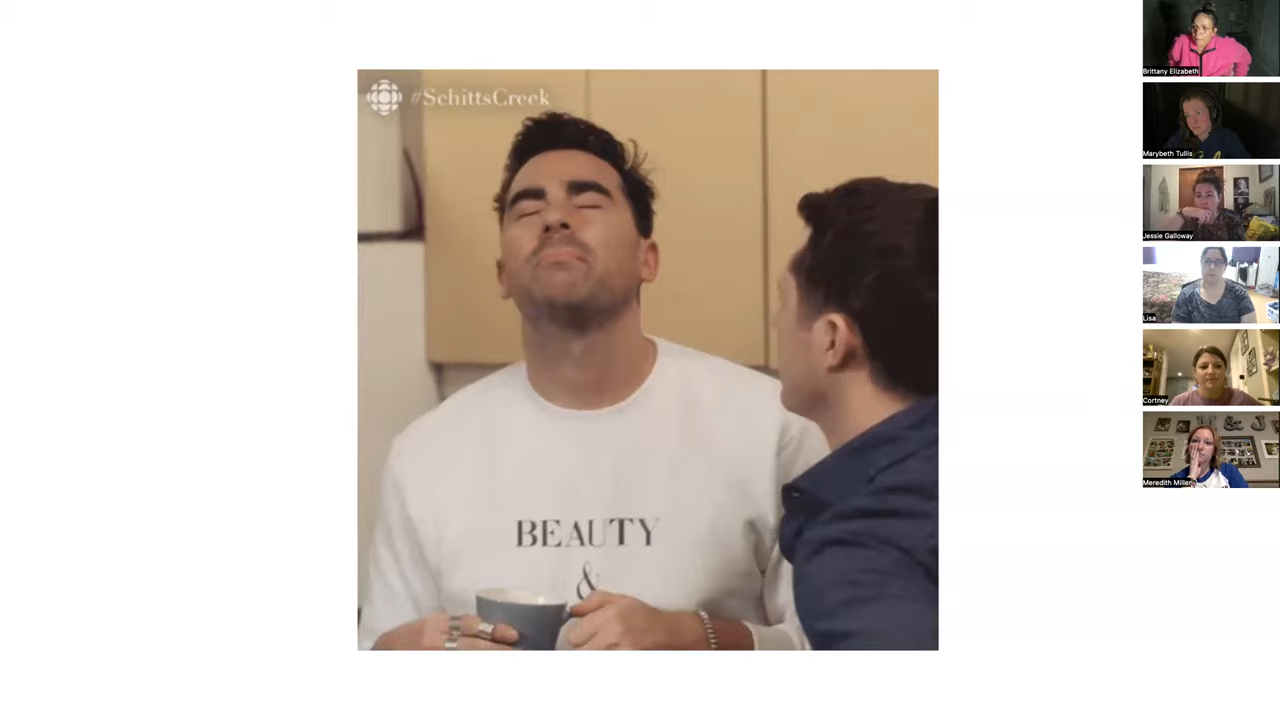 #SchittsCreek
BEAUTY
&
Brittany Elizabeth
Marybeth Tullis
Jessie Galloway
Lisa
Cortney
M & J
Meredith Miller